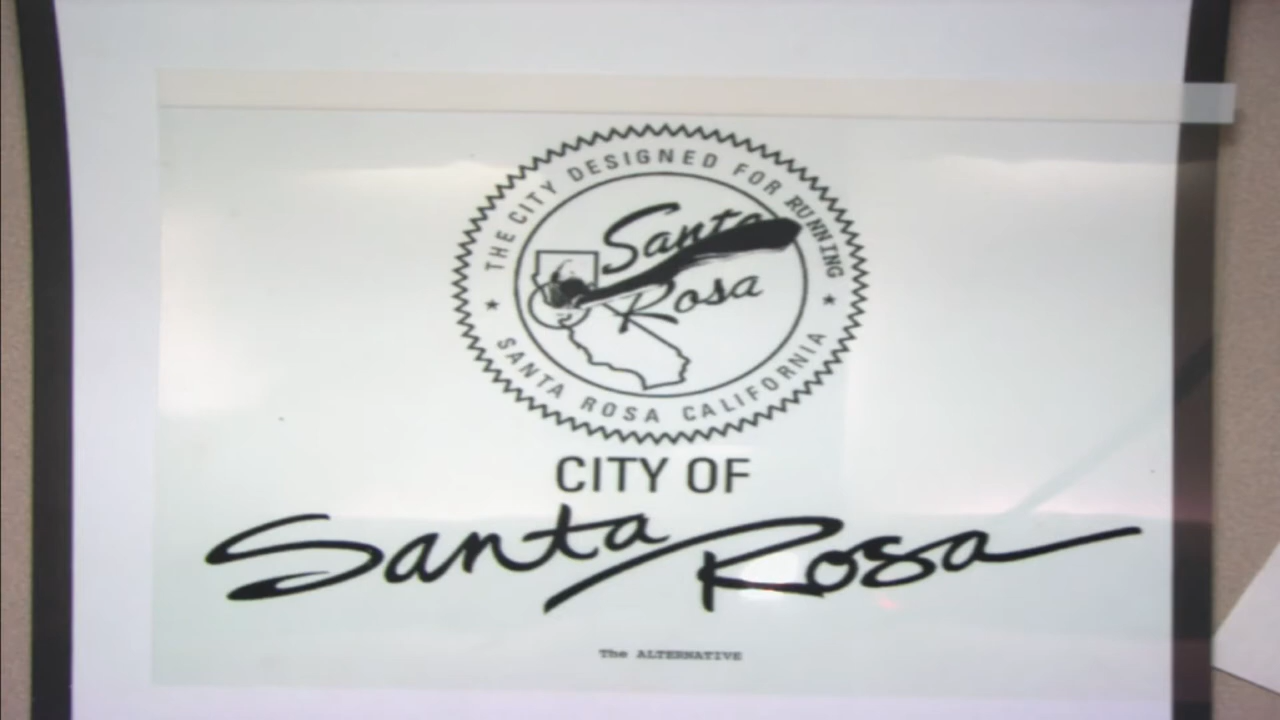 THE CITY DESIGNED FOR RUNNING
Santa
Rosa
★ SANTA ROSA CALIFORNIA ★
CITY OF
Santa Rosa
The ALTERNATIVE